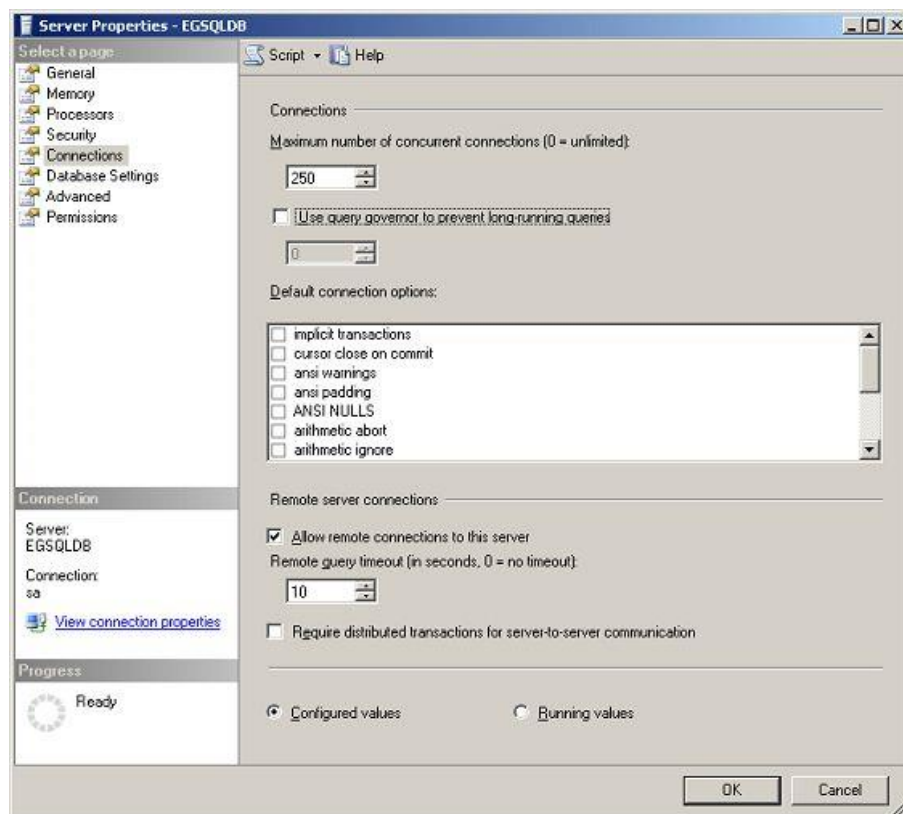 Server Properties - EGSQLDB
Select a page
General
Memory
Processors
Security
Connections
Database Settings
Advanced
Permissions
Connection
Server:
EGSQLDB
Connection:
sa
View connection properties
Progress
Ready
Script Help
Connections
Maximum number of concurrent connections (0 = unlimited):
250
Use query governor to prevent long-running queries
0
Default connection options:
implicit transactions
cursor close on commit
ansi warnings
ansi padding
ANSI NULLS
arithmetic abort
arithmetic ignore
Remote server connections
Allow remote connections to this server
Remote query timeout (in seconds, 0 = no timeout):
10
Require distributed transactions for server-to-server communication
Configured values Running values
OK Cancel